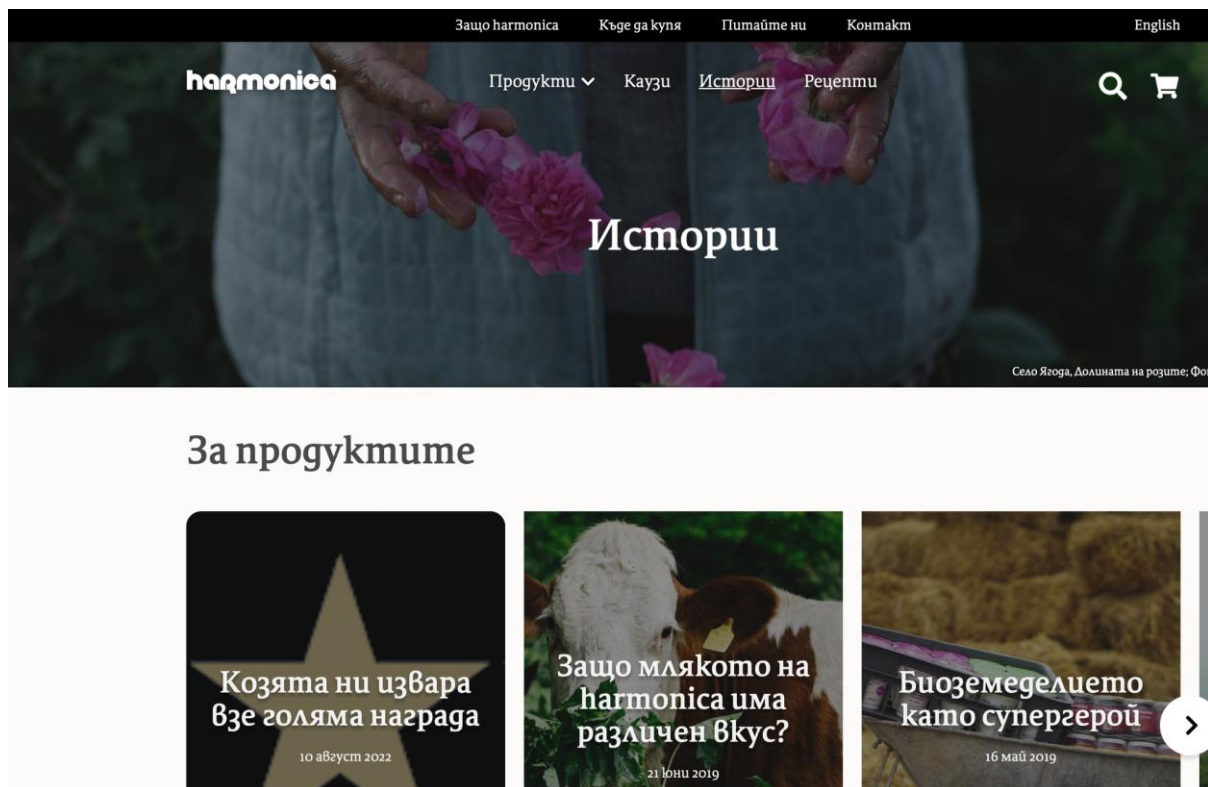 Защо harmonica Къде да купя Питайте ни Контакт English
harmonica Продукти Каузи Истории Рецепти
Истории
Село Ягода, Долината на розите;
За продуктите
Козята ни извара
взе голяма награда
10 август 2022
Защо млякото на
harmonica има
различен вкус?
21 юни 2019
Биоземеделието
като супергерой
16 май 2019